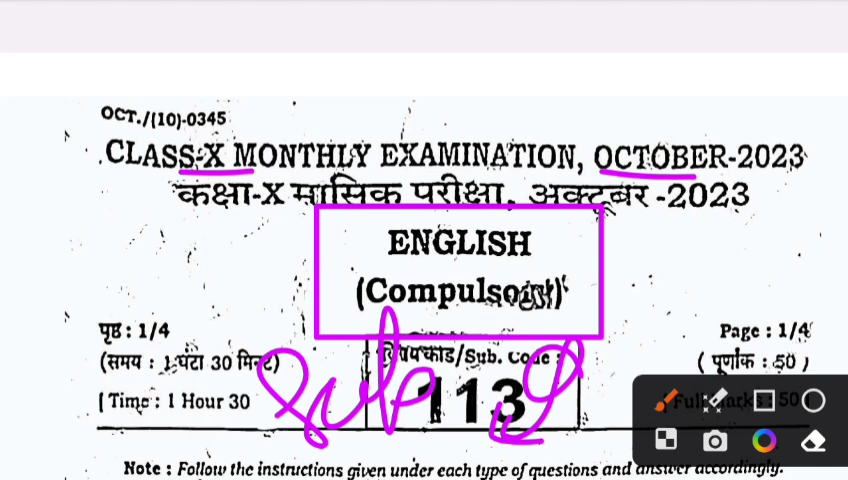 OCT./(10)-0345
CLASS-X MONTHLY EXAMINATION, OCTOBER-2023
कक्षा-X मासिक परीक्षा, अक्टूबर -2023
ENGLISH
(Compulsory)
पृष्ठ : 1/4
Page : 1/4
(समय : 1 घंटा 30 मिनट)
विषय कोड/Sub. Code :
( पूर्णांक : 50 )
[ Time : 1 Hour 30
113
Full Marks : 50
Sub
Note : Follow the instructions given under each type of questions and answer accordingly.